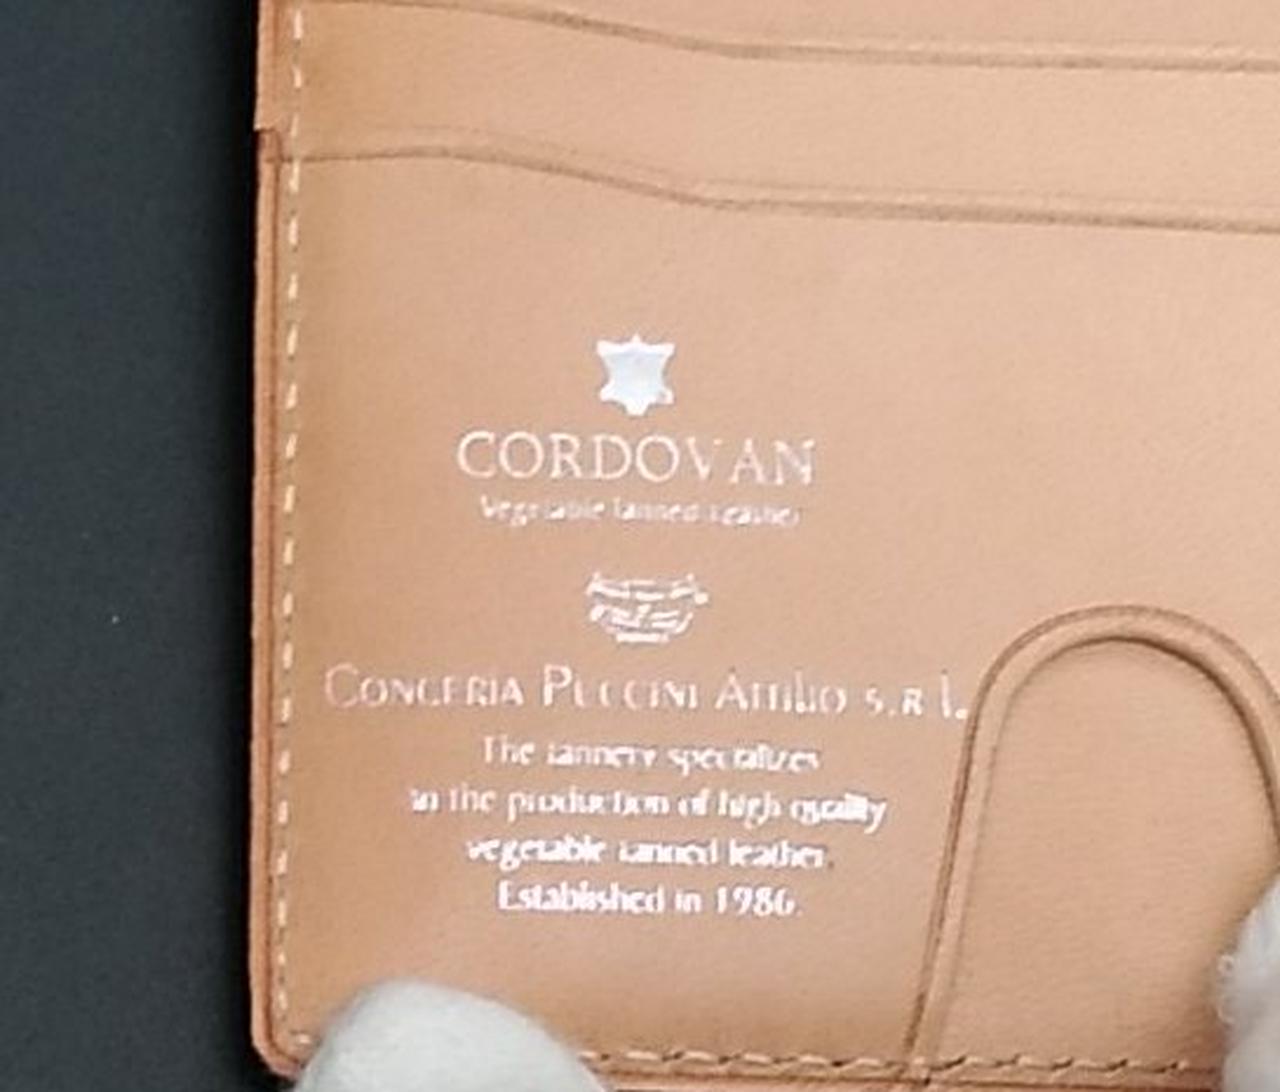 CORDOVAN
Vegetable tanned leather
CONCERIA PUCCINI ATTILIO S.R.L.
The tannery specializes
in the production of high quality
vegetable tanned leather.
Established in 1986.